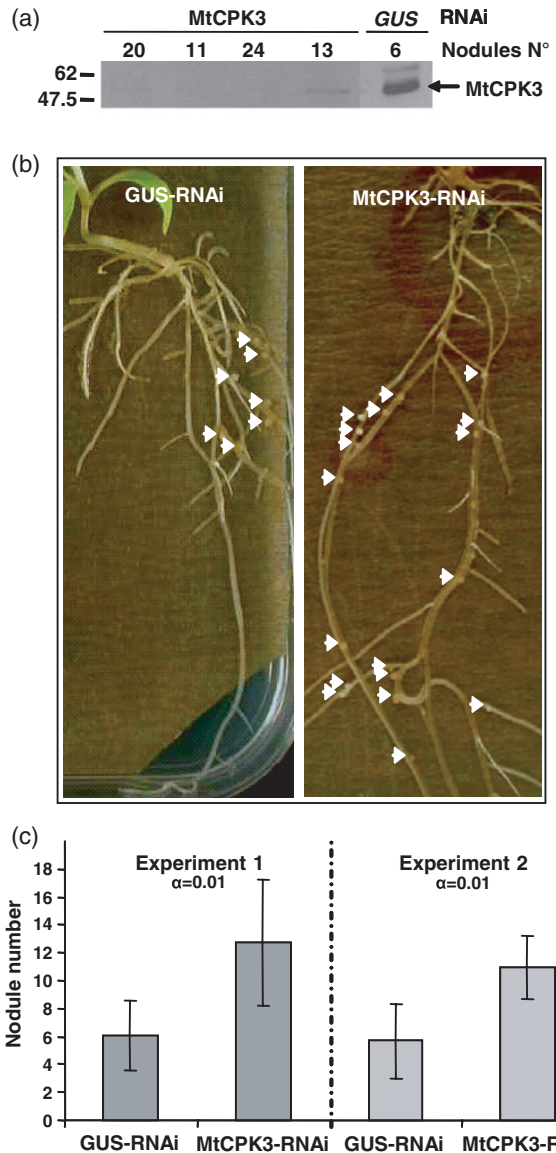 (a)
MtCPK3 GUS RNAi
20 11 24 13 6 Nodules N°
62
47.5
MtCPK3
(b)
GUS-RNAi
MtCPK3-RNAi
(c)
Nodule number
18
16
14
12
10
8
6
4
2
0
Experiment 1
α=0.01
Experiment 2
α=0.01
GUS-RNAi MtCPK3-RNAi GUS-RNAi MtCPK3-R